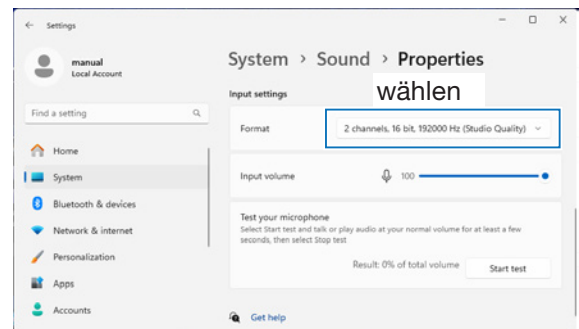 Settings
manual
Local Account
Find a setting
Home
System
Bluetooth & devices
Network & internet
Personalization
Apps
Accounts
System > Sound > Properties
wählen
Input settings
Format
2 channels, 16 bit, 192000 Hz (Studio Quality)
Input volume
100
Test your microphone
Select Start test and talk or play audio at your normal volume for at least a few
seconds, then select Stop test
Result: 0% of total volume
Start test
Get help